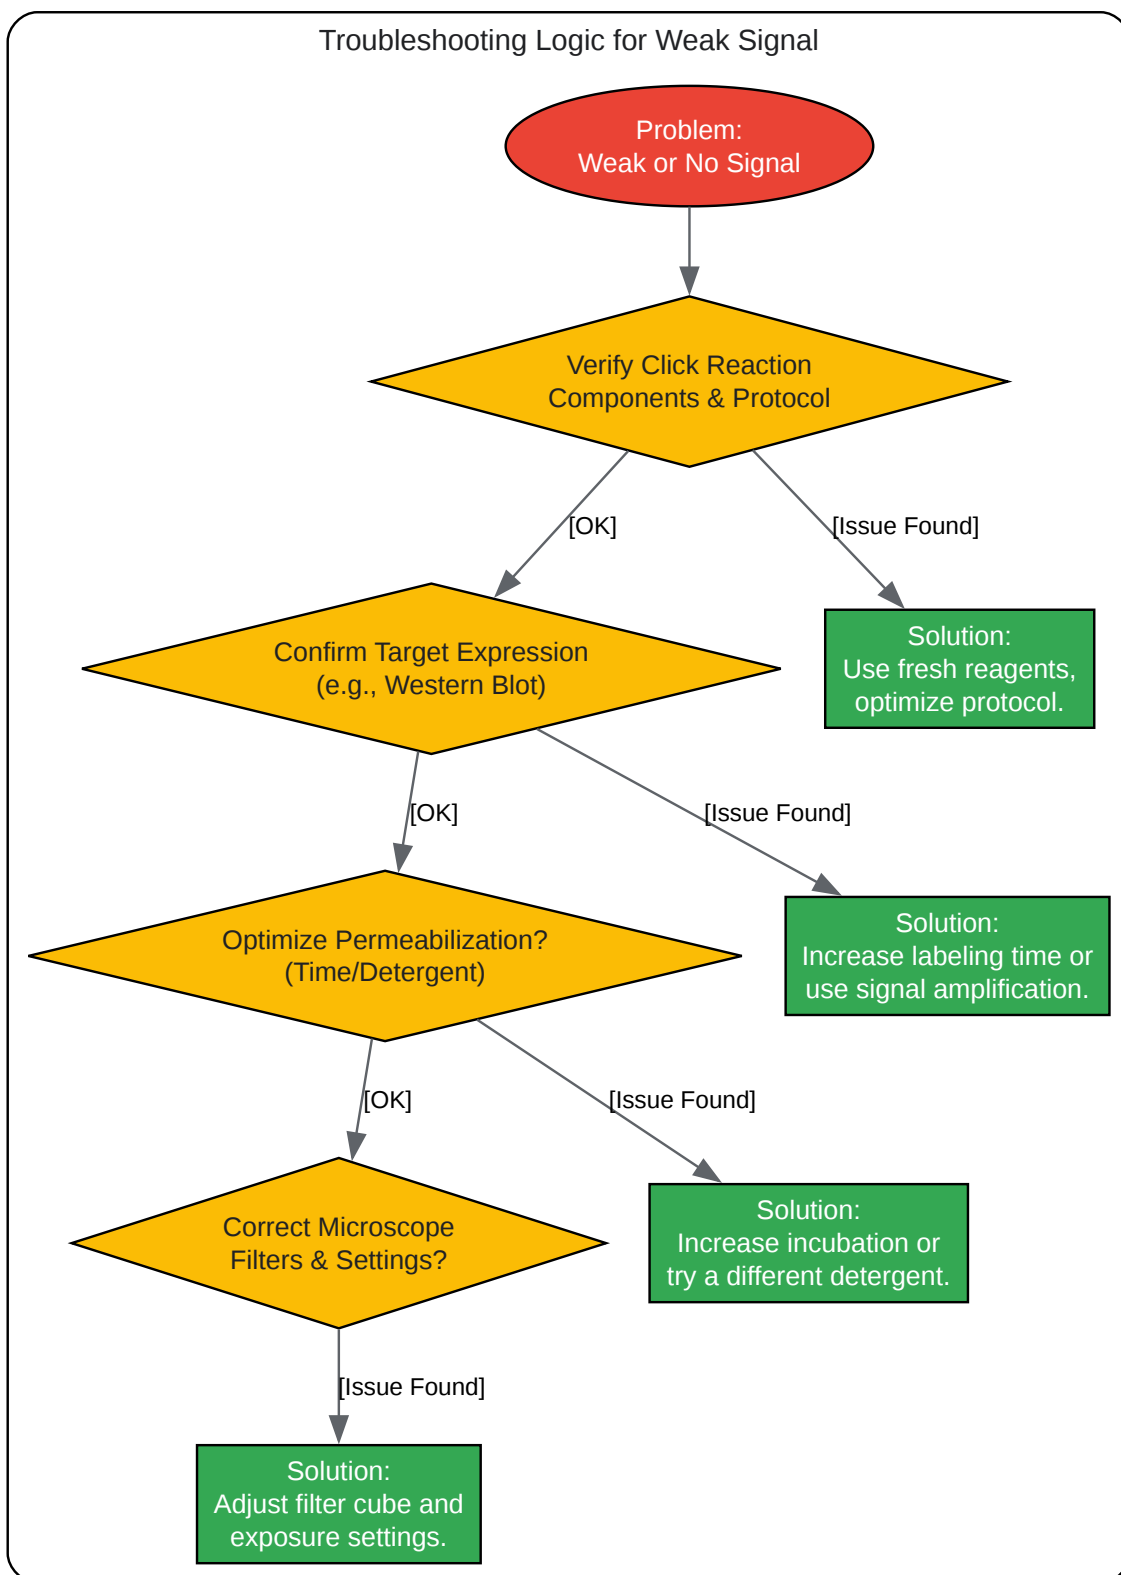 Troubleshooting Logic for Weak Signal
Problem:
Weak or No Signal
Verify Click Reaction
Components & Protocol
[OK]
[Issue Found]
Confirm Target Expression
(e.g., Western Blot)
Solution:
Use fresh reagents,
optimize protocol.
[OK]
[Issue Found]
Optimize Permeabilization?
(Time/Detergent)
Solution:
Increase labeling time or
use signal amplification.
[OK]
[Issue Found]
Correct Microscope
Filters & Settings?
Solution:
Increase incubation or
try a different detergent.
[Issue Found]
Solution:
Adjust filter cube and
exposure settings.